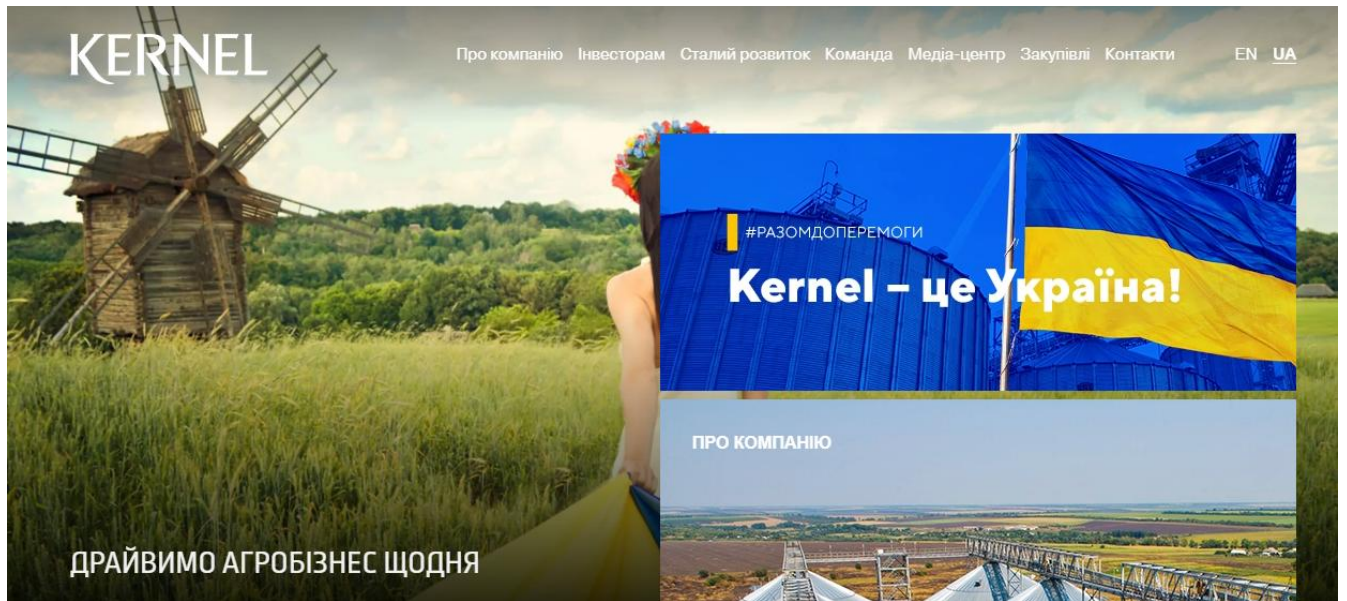 KERNEL
Про компанію Інвесторам Сталий розвиток Команда Медіа-центр Закупівлі Контакти EN UA
#РАЗОМДОПЕРЕМОГИ
Kernel – це Україна!
ПРО КОМПАНІЮ
ДРАЙВИМО АГРОБІЗНЕС ЩОДНЯ